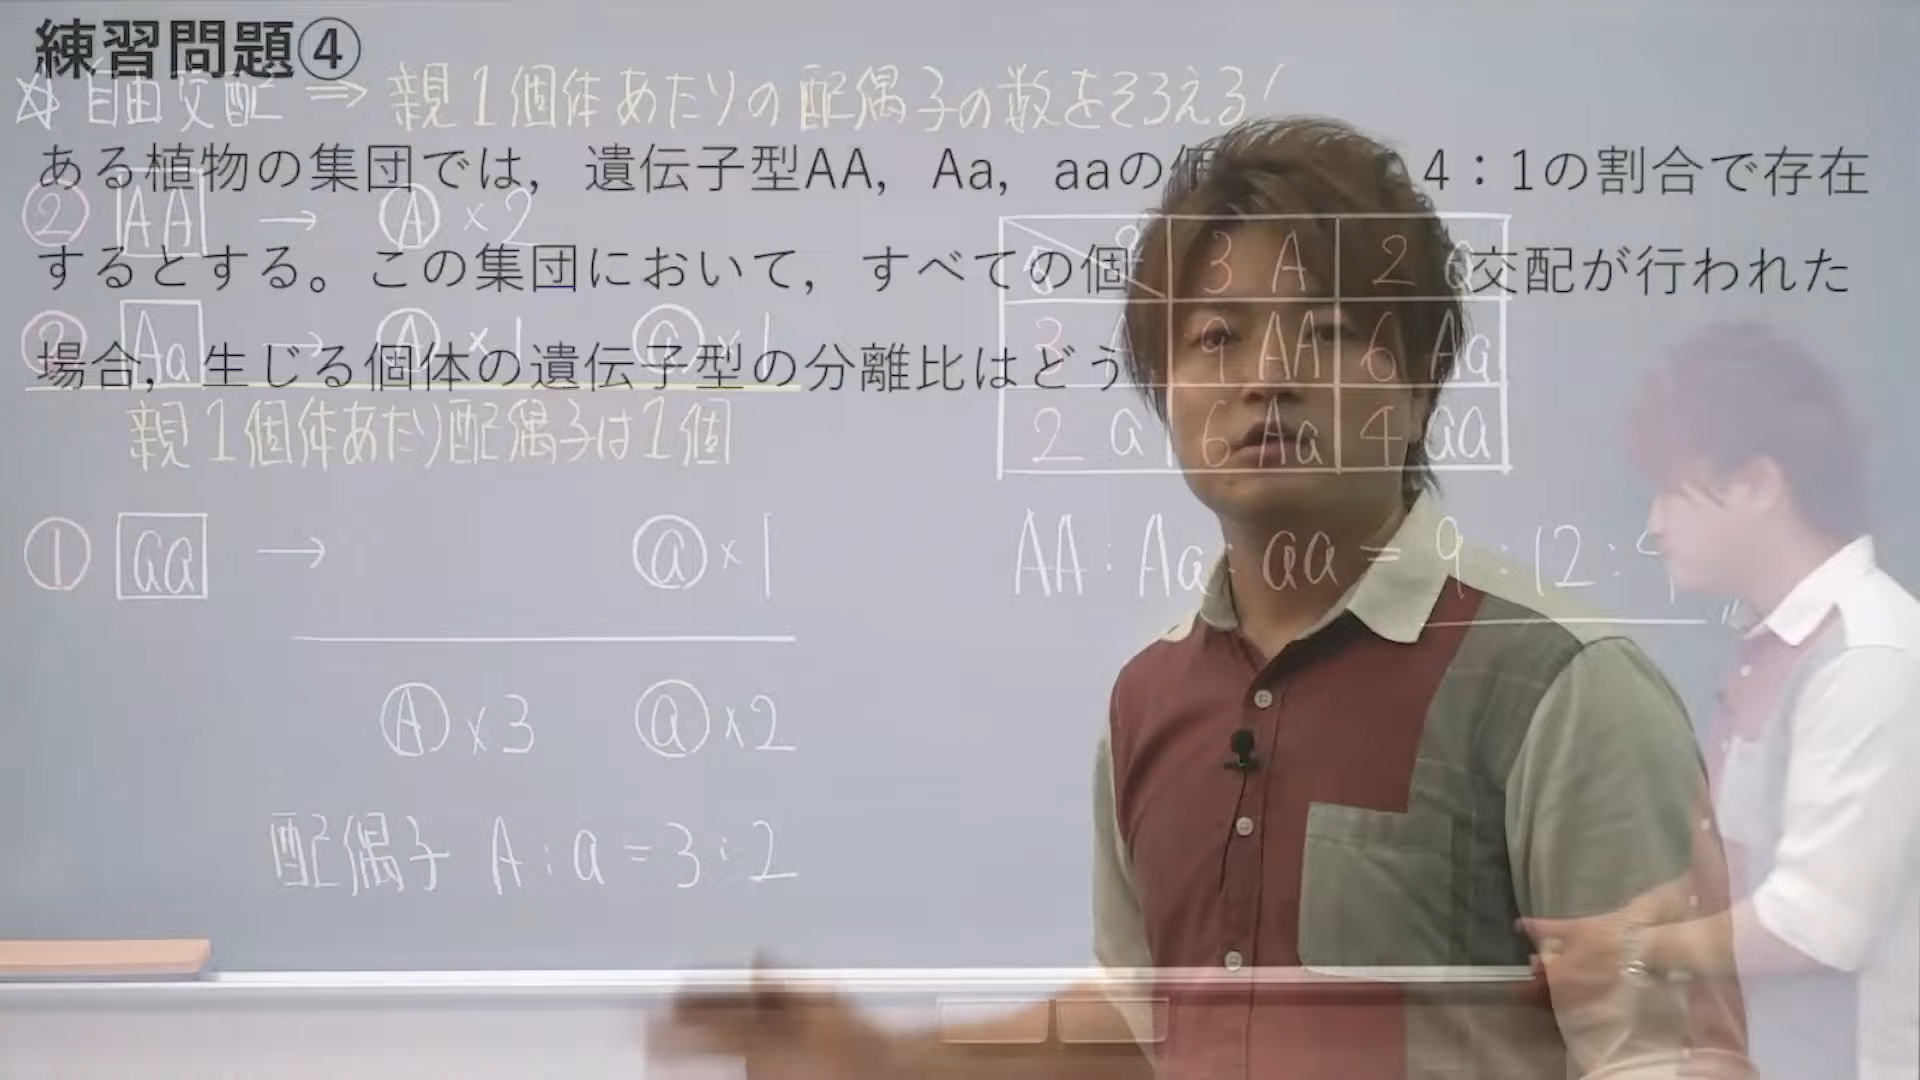 練習問題④
☆自由交配 ⇒ 親1個体あたりの配偶子の数をそろえる!
ある植物の集団では，遺伝子型AA，Aa，aaの個 4：1の割合で存在
② AA → A ×2
するとする。この集団において，すべての個 交配が行われた
② Aa → A ×1 a ×1
場合，生じる個体の遺伝子型の分離比はどう
親1個体あたり配偶子は1個
① aa → a ×1
A ×3 a ×2
配偶子 A:a=3:2
3 A 2 a
3 A 9 AA 6 Aa
2 a 6 Aa 4 aa
AA:Aa:aa=9:12:4